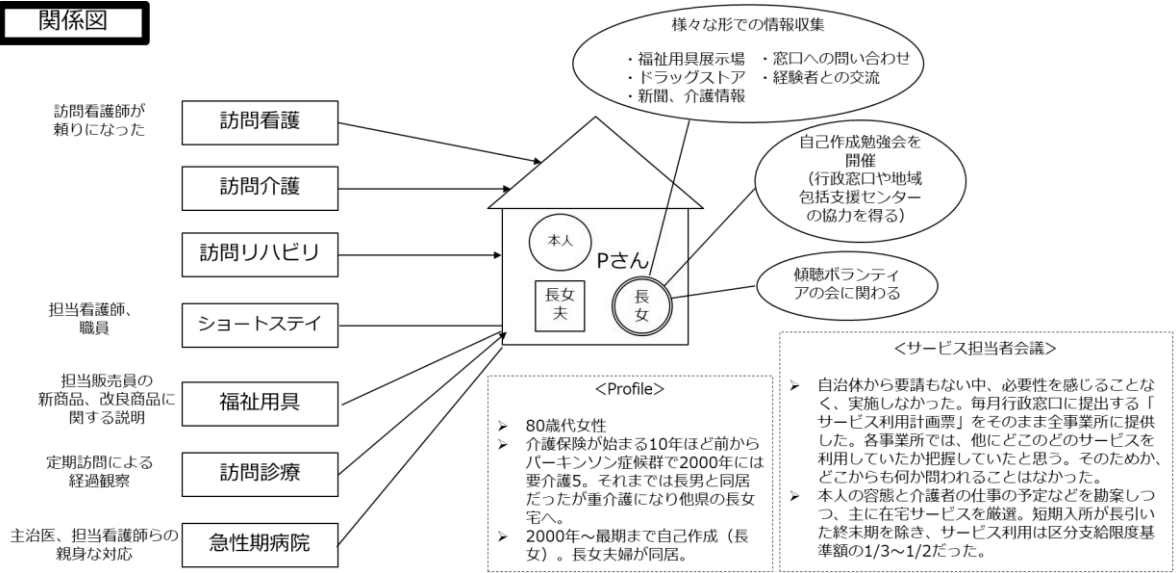 関係図
様々な形での情報収集
・福祉用具展示場 ・窓口への問い合わせ
・ドラッグストア ・経験者との交流
・新聞、介護情報
訪問看護師が
頼りになった
訪問看護
訪問介護
訪問リハビリ
担当看護師、
職員
ショートステイ
担当販売員の
新商品、改良商品に
関する説明
福祉用具
定期訪問による
経過観察
訪問診療
主治医、担当看護師らの
親身な対応
急性期病院
本人
Pさん
長女
夫
長
女
自己作成勉強会を
開催
（行政窓口や地域
包括支援センター
の協力を得る）
傾聴ボランティ
アの会に関わる
＜Profile＞
➢ 80歳代女性
➢ 介護保険が始まる10年ほど前から
パーキンソン症候群で2000年には
要介護5。それまでは長男と同居
だったが重介護になり他県の長女
宅へ。
➢ 2000年～最期まで自己作成（長
女）。長女夫婦が同居。
＜サービス担当者会議＞
➢ 自治体から要請もない中、必要性を感じることな
く、実施しなかった。毎月行政窓口に提出する「
サービス利用計画票」をそのまま全事業所に提供
した。各事業所では、他にどこのどのサービスを
利用していたか把握していたと思う。そのためか、
どこからも何か問われることはなかった。
➢ 本人の容態と介護者の仕事の予定などを勘案しつ
つ、主に在宅サービスを厳選。短期入所が長引い
た終末期を除き、サービス利用は区分支給限度基
準額の1/3～1/2だった。